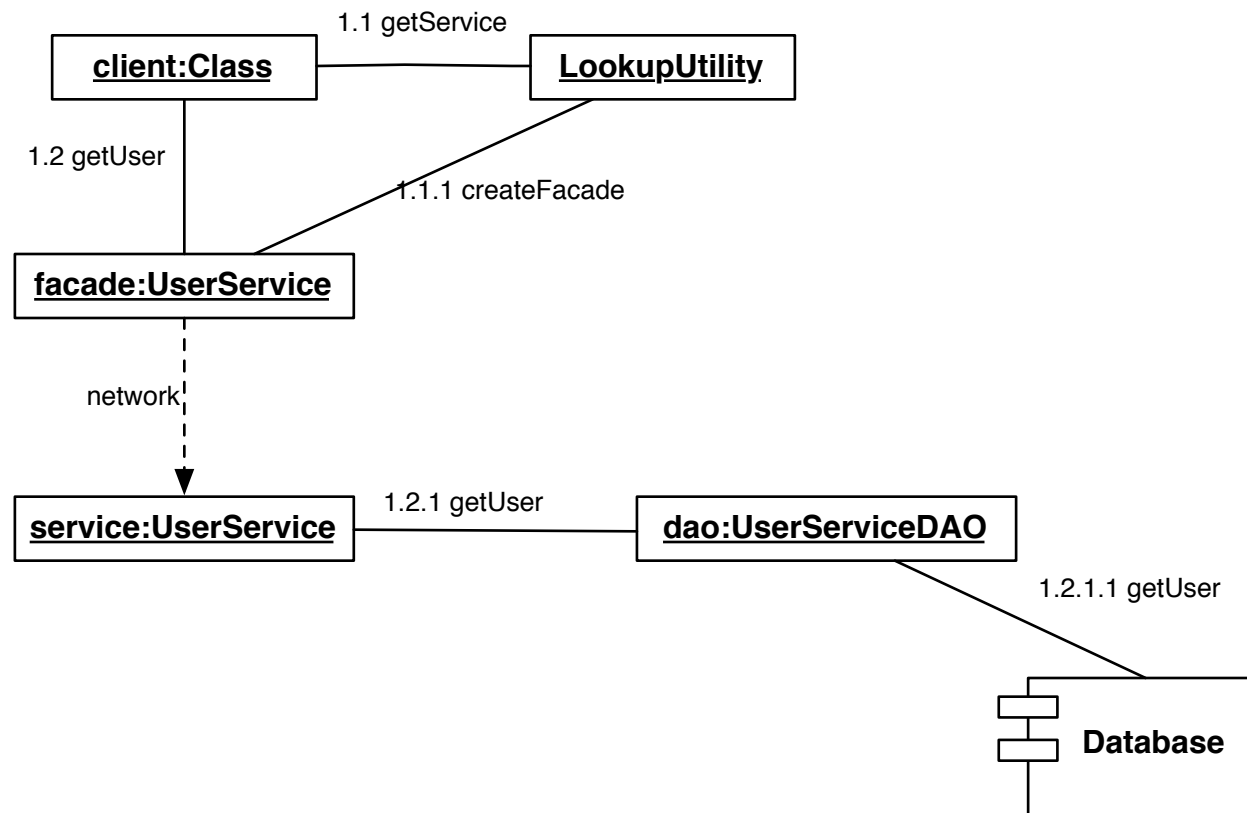 1.1 getService
client:Class
LookupUtility
1.2 getUser
1.1.1 createFacade
facade:UserService
network
1.2.1 getUser
service:UserService
dao:UserServiceDAO
1.2.1.1 getUser
Database